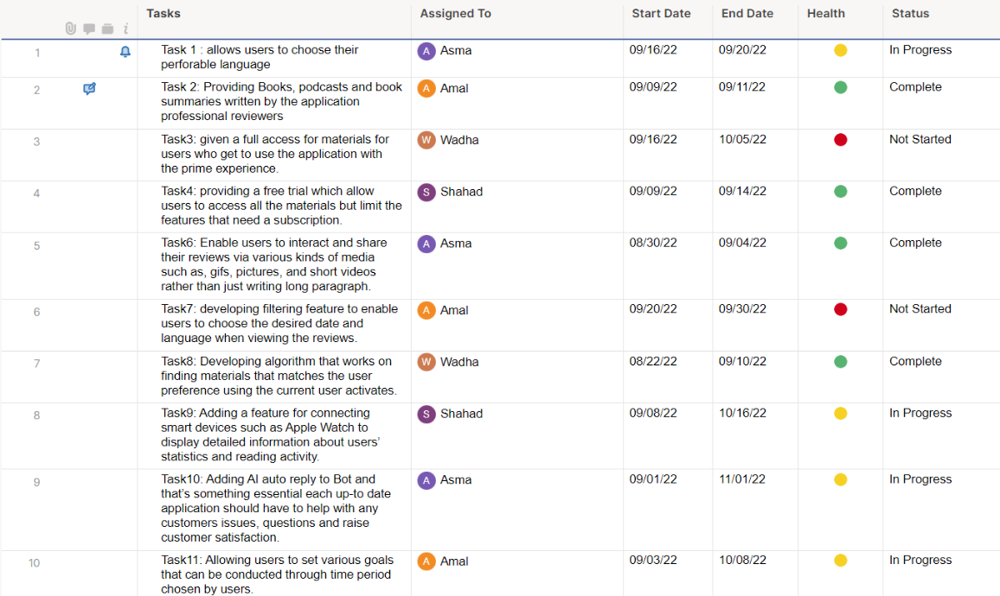 Tasks Assigned To Start Date End Date Health Status
1 Task 1 : allows users to choose their A Asma 09/16/22 09/20/22 In Progress
perforable language
2 Task 2: Providing Books, podcasts and book A Amal 09/09/22 09/11/22 Complete
summaries written by the application
professional reviewers
3 Task3: given a full access for materials for W Wadha 09/16/22 10/05/22 Not Started
users who get to use the application with
the prime experience.
4 Task4: providing a free trial which allow S Shahad 09/09/22 09/14/22 Complete
users to access all the materials but limit the
features that need a subscription.
5 Task6: Enable users to interact and share A Asma 08/30/22 09/04/22 Complete
their reviews via various kinds of media
such as, gifs, pictures, and short videos
rather than just writing long paragraph.
6 Task7: developing filtering feature to enable A Amal 09/20/22 09/30/22 Not Started
users to choose the desired date and
language when viewing the reviews.
7 Task8: Developing algorithm that works on W Wadha 08/22/22 09/10/22 Complete
finding materials that matches the user
preference using the current user activates.
8 Task9: Adding a feature for connecting S Shahad 09/08/22 10/16/22 In Progress
smart devices such as Apple Watch to
display detailed information about users’
statistics and reading activity.
9 Task10: Adding AI auto reply to Bot and A Asma 09/01/22 11/01/22 In Progress
that’s something essential each up-to date
application should have to help with any
customers issues, questions and raise
customer satisfaction.
10 Task11: Allowing users to set various goals A Amal 09/03/22 10/08/22 In Progress
that can be conducted through time period
chosen by users.